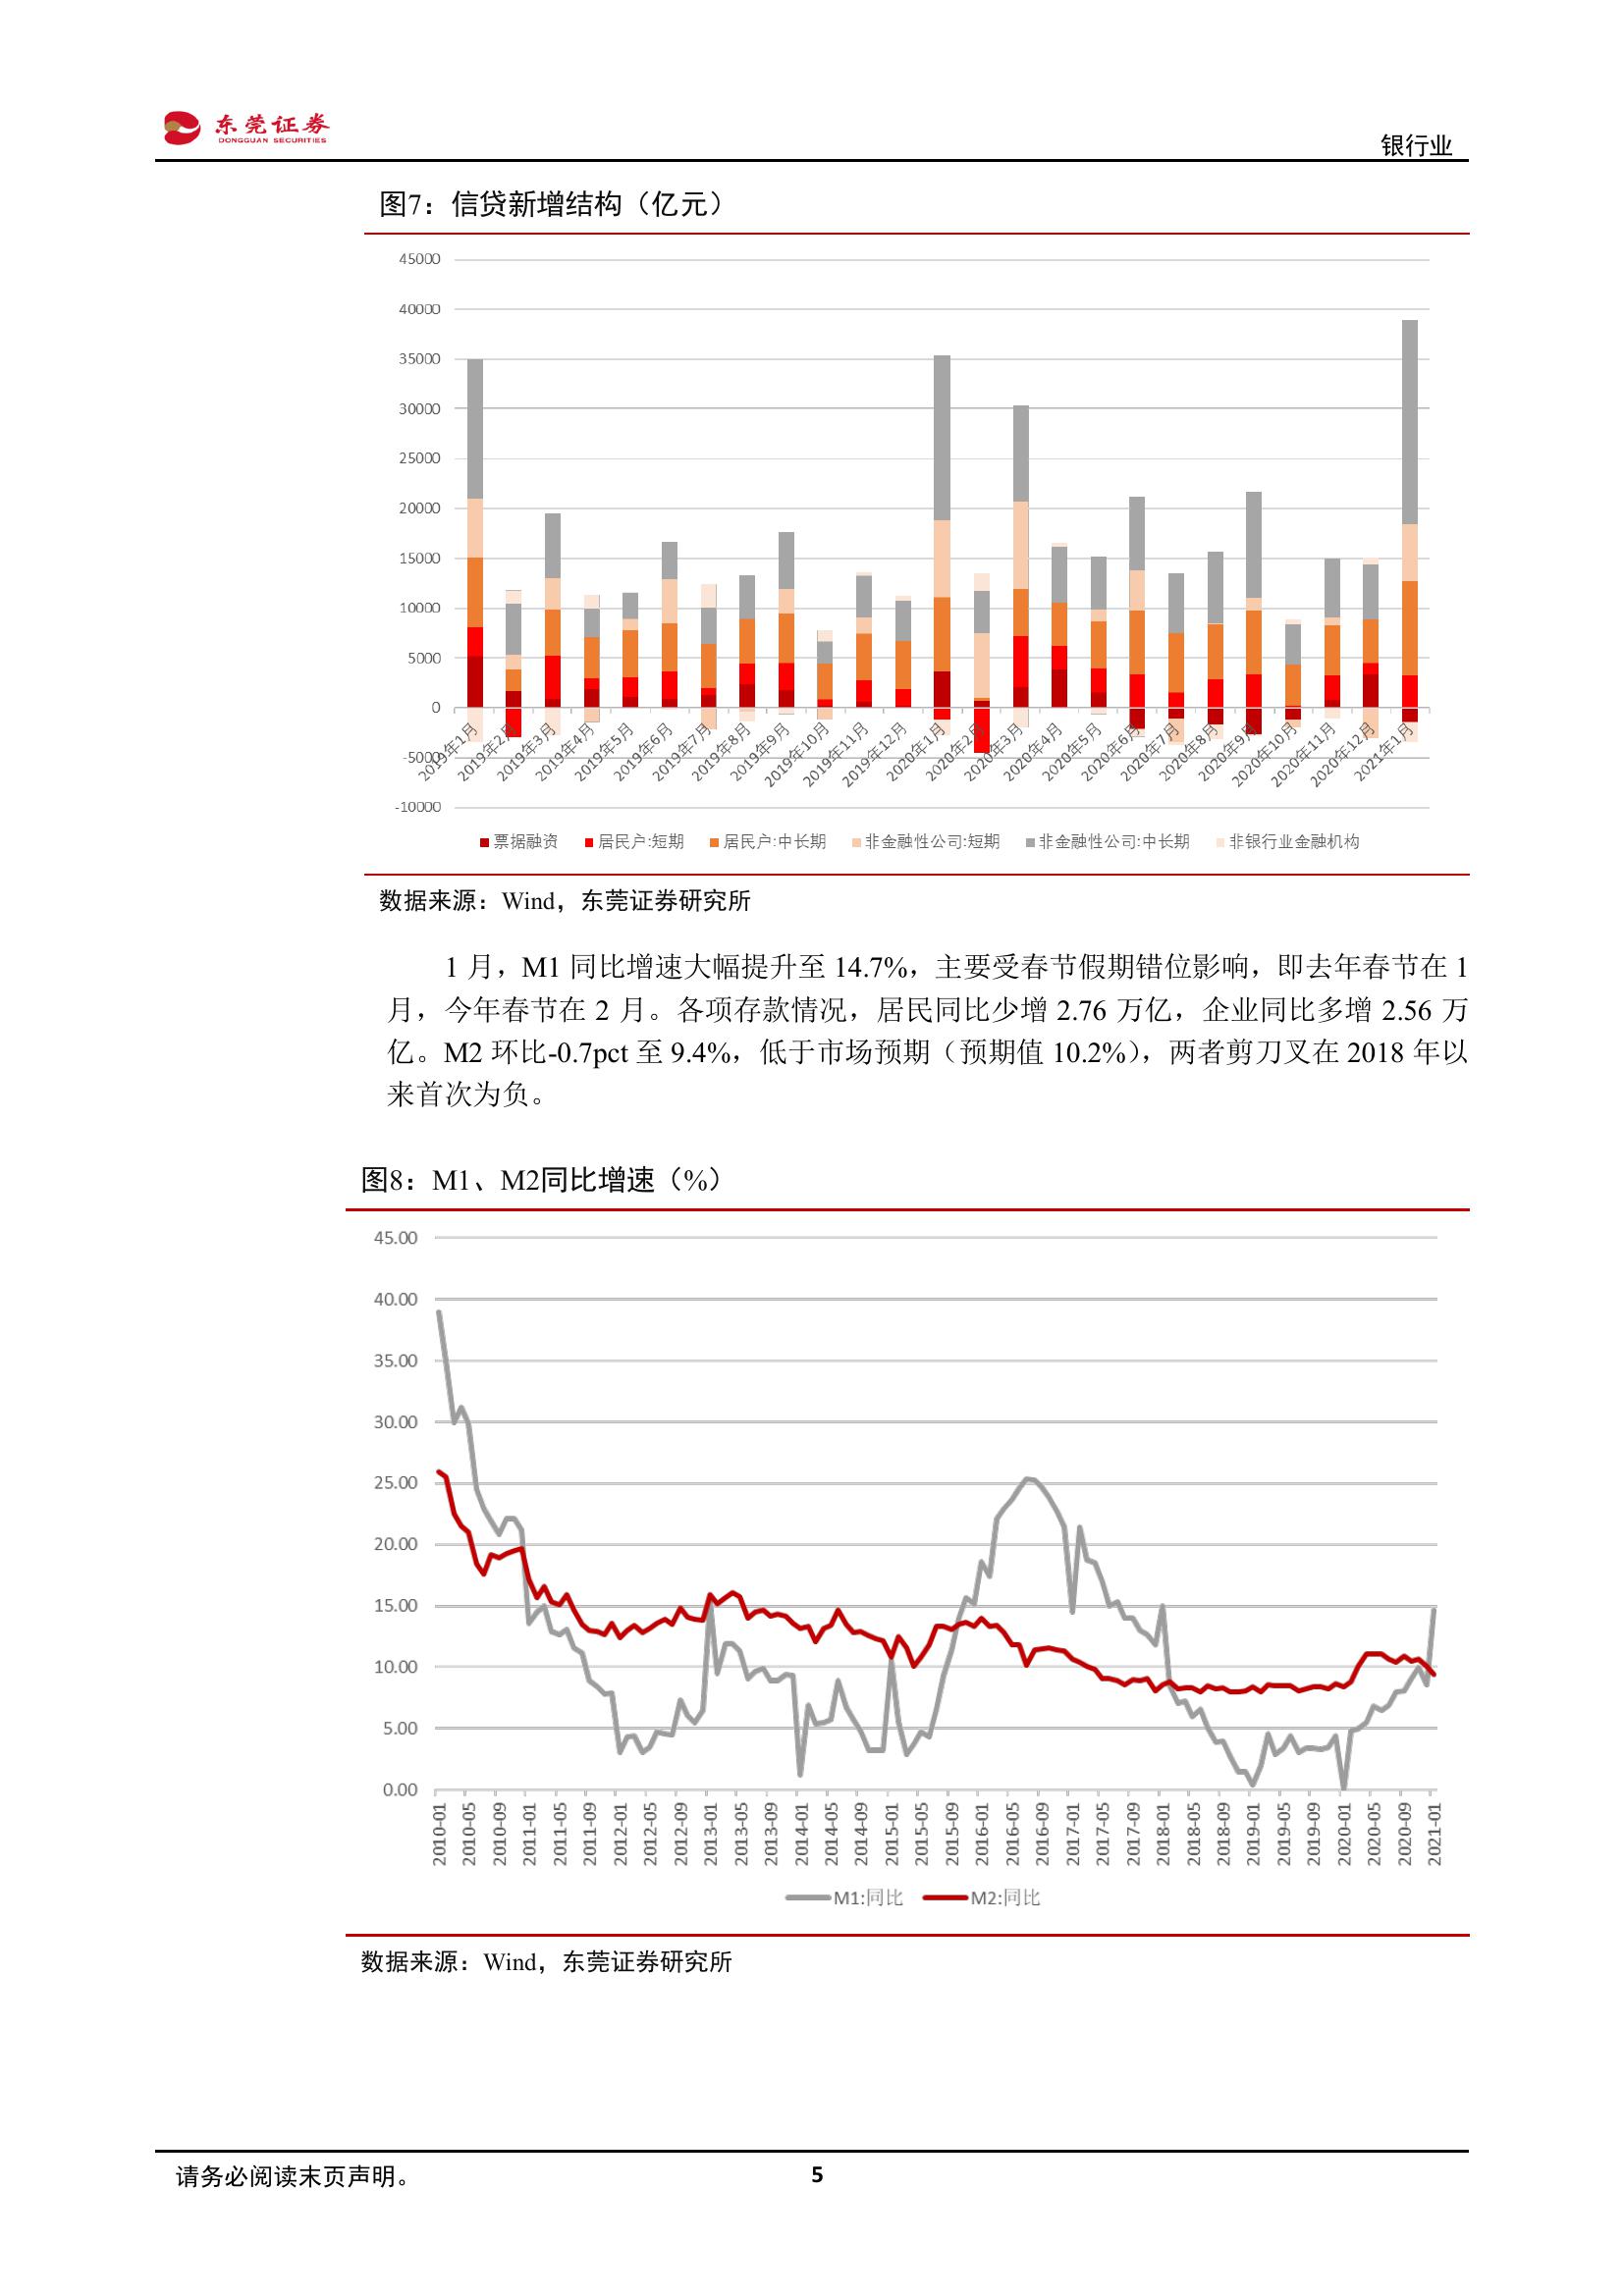 东莞证券
DONGGUAN SECURITIES
银行业
图7：信贷新增结构（亿元）
45000
40000
35000
30000
25000
20000
15000
10000
5000
0
-5000
-10000
2019年1月
2019年2月
2019年3月
2019年4月
2019年5月
2019年6月
2019年7月
2019年8月
2019年9月
2019年10月
2019年11月
2019年12月
2020年1月
2020年2月
2020年3月
2020年4月
2020年5月
2020年6月
2020年7月
2020年8月
2020年9月
2020年10月
2020年11月
2020年12月
2021年1月
票据融资 居民户:短期 居民户:中长期 非金融性公司:短期 非金融性公司:中长期 非银行业金融机构
数据来源：Wind，东莞证券研究所
1 月，M1 同比增速大幅提升至 14.7%，主要受春节假期错位影响，即去年春节在 1
月，今年春节在 2 月。各项存款情况，居民同比少增 2.76 万亿，企业同比多增 2.56 万
亿。M2 环比-0.7pct 至 9.4%，低于市场预期（预期值 10.2%），两者剪刀叉在 2018 年以
来首次为负。
图8：M1、M2同比增速（%）
45.00
40.00
35.00
30.00
25.00
20.00
15.00
10.00
5.00
0.00
2010-01
2010-05
2010-09
2011-01
2011-05
2011-09
2012-01
2012-05
2012-09
2013-01
2013-05
2013-09
2014-01
2014-05
2014-09
2015-01
2015-05
2015-09
2016-01
2016-05
2016-09
2017-01
2017-05
2017-09
2018-01
2018-05
2018-09
2019-01
2019-05
2019-09
2020-01
2020-05
2020-09
2021-01
M1:同比 M2:同比
数据来源：Wind，东莞证券研究所
请务必阅读末页声明。
5